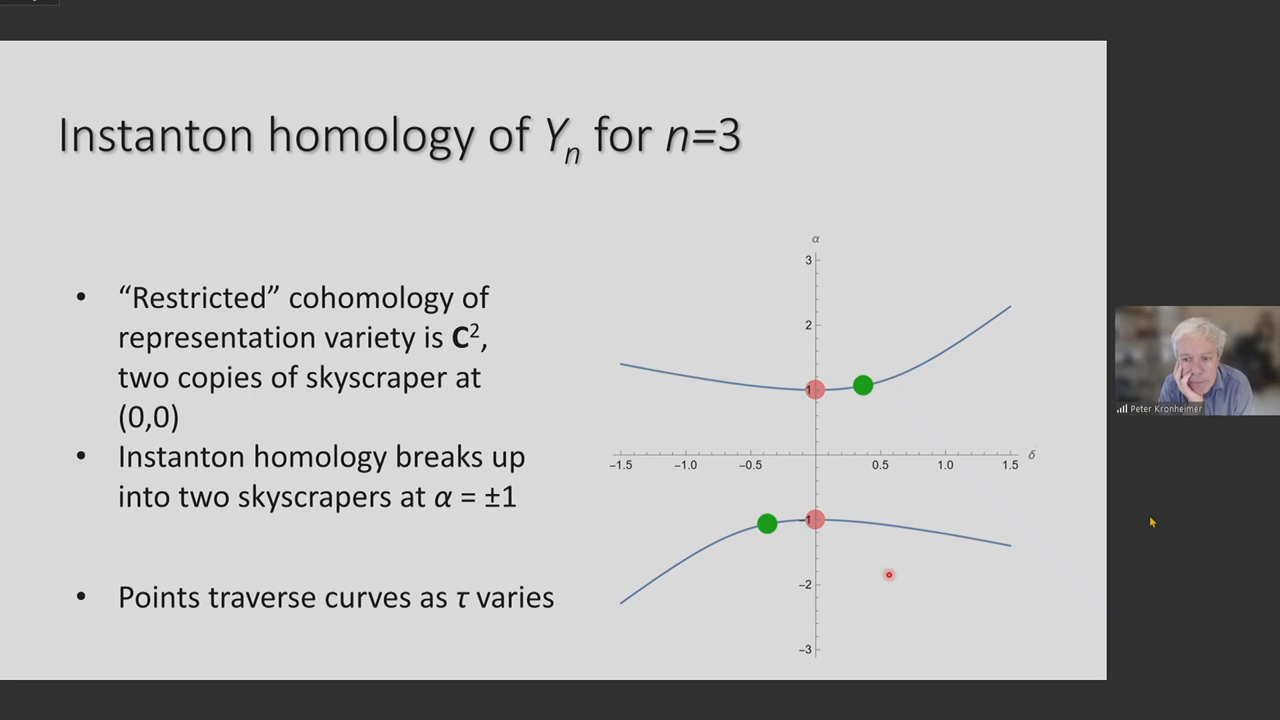 Instanton homology of Yn for n=3
• “Restricted” cohomology of
representation variety is C²,
two copies of skyscraper at
(0,0)
• Instanton homology breaks up
into two skyscrapers at α = ±1
• Points traverse curves as τ varies
α
3
2
1
−1.5 −1.0 −0.5 0.5 1.0 1.5 δ
−1
−2
−3
Peter Kronheimer